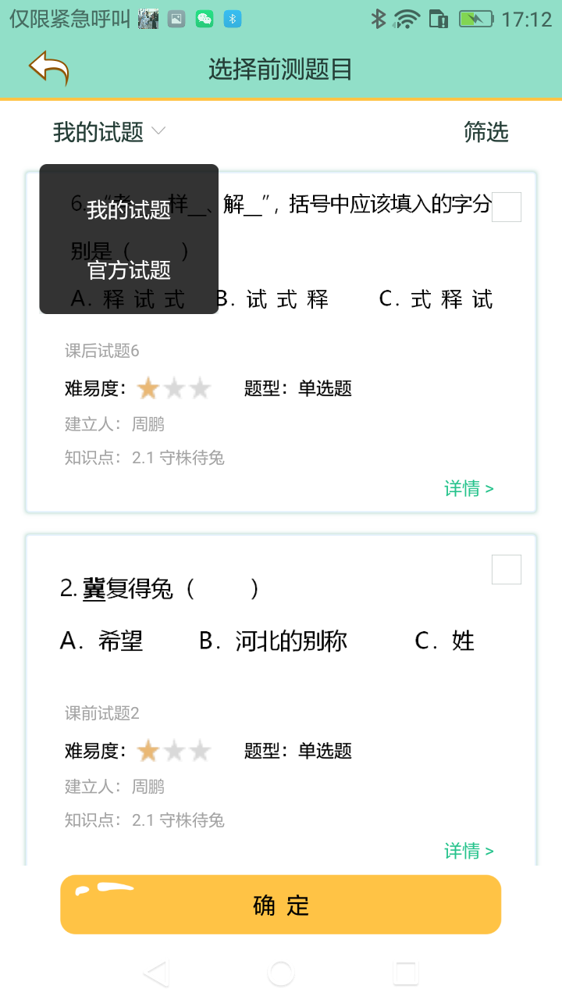 仅限紧急呼叫 17:12
选择前测题目
我的试题 筛选
我的试题
官方试题
6. “考__、样__、解__”，括号中应该填入的字分
别是（ ）
A. 释 试 式 B. 试 式 释 C. 式 释 试
课后试题6
难易度： 题型：单选题
建立人：周鹏
知识点：2.1 守株待兔
详情 >
2. 冀复得兔（ ）
A. 希望 B. 河北的别称 C. 姓
课前试题2
难易度： 题型：单选题
建立人：周鹏
知识点：2.1 守株待兔
详情 >
确 定